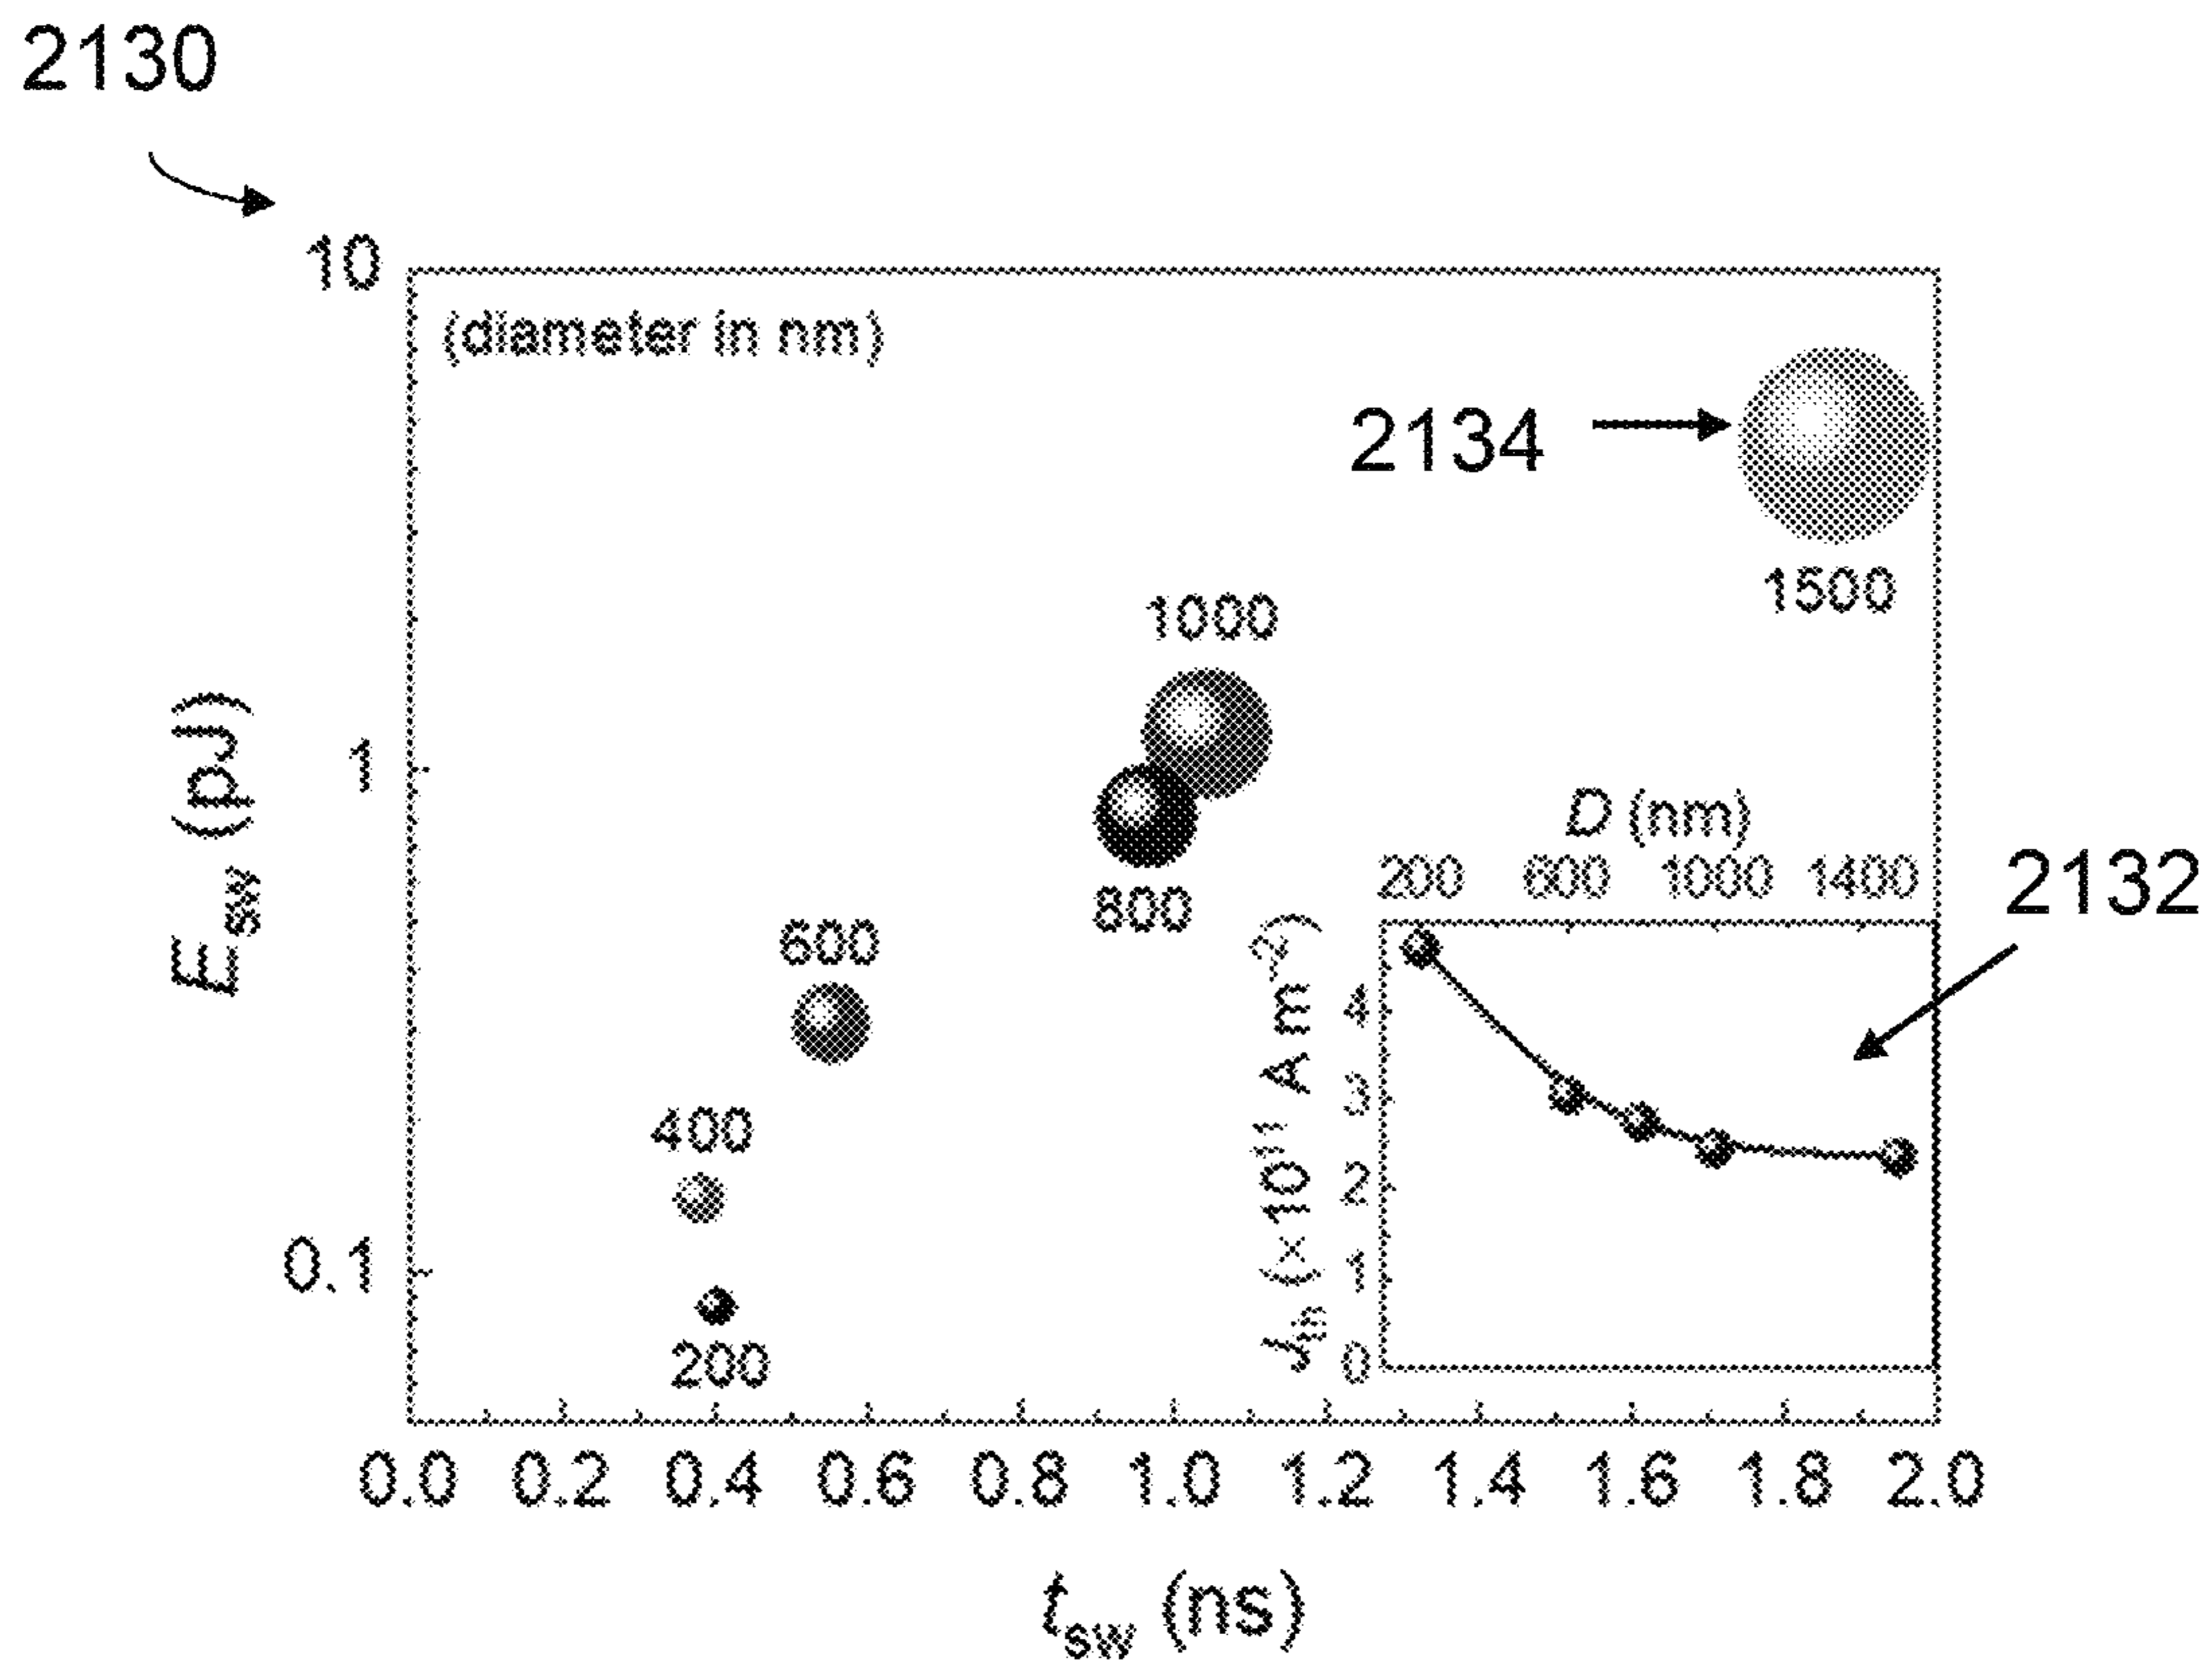 2130
10
(diameter in nm)
2134
1500
1000
E_sw (pJ)
1
D (nm)
200 600 1000 1400
2132
800
600
J_th (×10^11 A m^-2)
4
3
400
2
0.1
1
200
0
0.0 0.2 0.4 0.6 0.8 1.0 1.2 1.4 1.6 1.8 2.0
t_sw (ns)